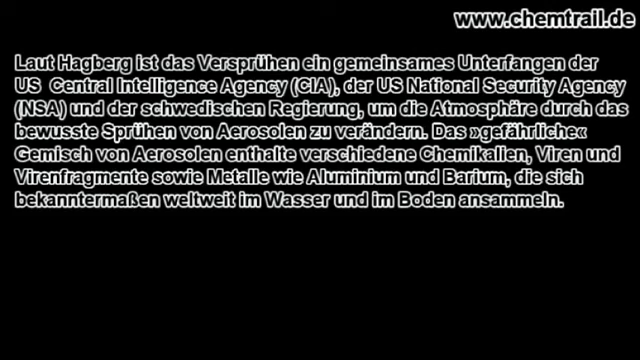 www.chemtrail.de
Laut Hagberg ist das Versprühen ein gemeinsames Unterfangen der
US  Central Intelligence Agency (CIA), der US National Security Agency
(NSA) und der schwedischen Regierung, um die Atmosphäre durch das
bewusste Sprühen von Aerosolen zu verändern. Das »gefährliche«
Gemisch von Aerosolen enthalte verschiedene Chemikalien, Viren und
Virenfragmente sowie Metalle wie Aluminium und Barium, die sich
bekanntermaßen weltweit im Wasser und im Boden ansammeln.